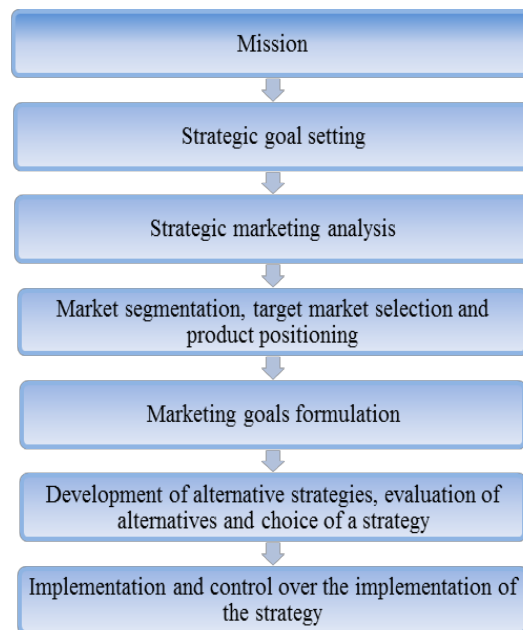 Mission
Strategic goal setting
Strategic marketing analysis
Market segmentation, target market selection and
product positioning
Marketing goals formulation
Development of alternative strategies, evaluation of
alternatives and choice of a strategy
Implementation and control over the implementation of
the strategy